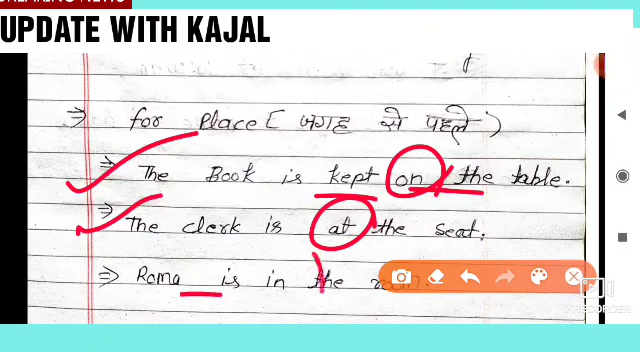 UPDATE WITH KAJAL
⇒ for Place [ जगह से पहले )
⇒ The Book is kept on the table.
⇒ The clerk is at the seat.
⇒ Roma is in the
RECORDER